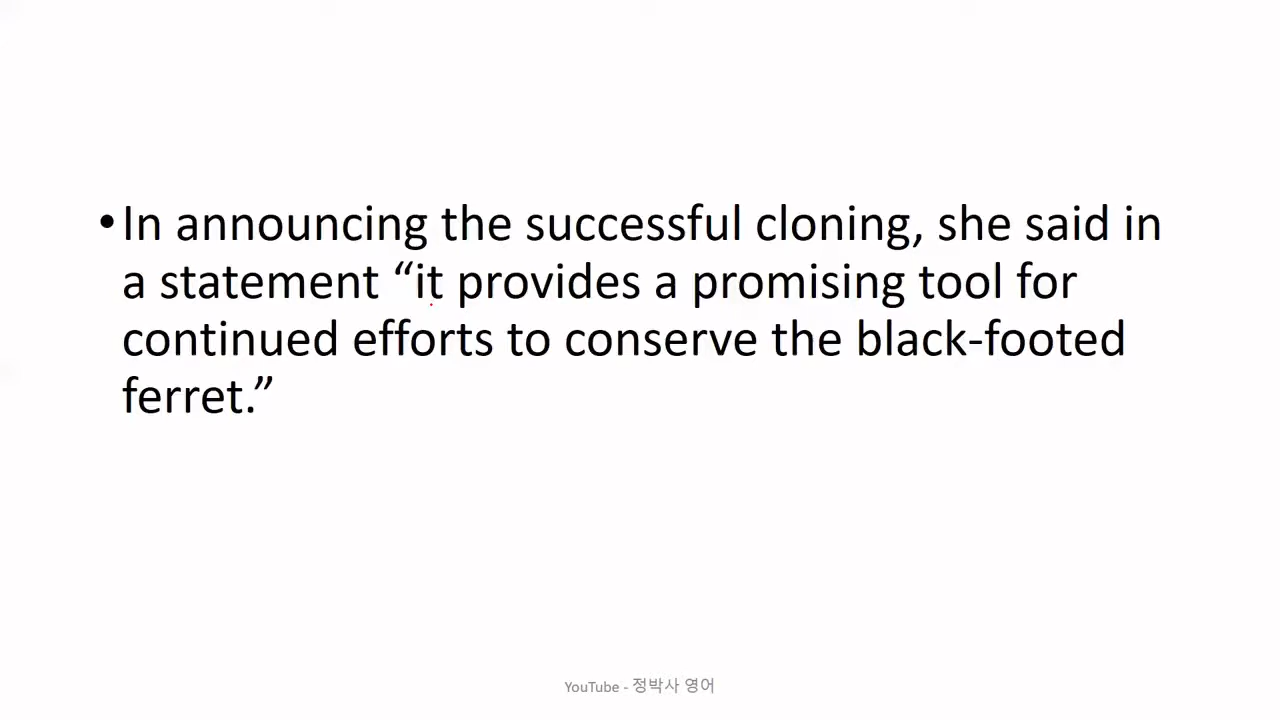 •In announcing the successful cloning, she said in
a statement “it provides a promising tool for
continued efforts to conserve the black-footed
ferret.”
YouTube - 정박사 영어